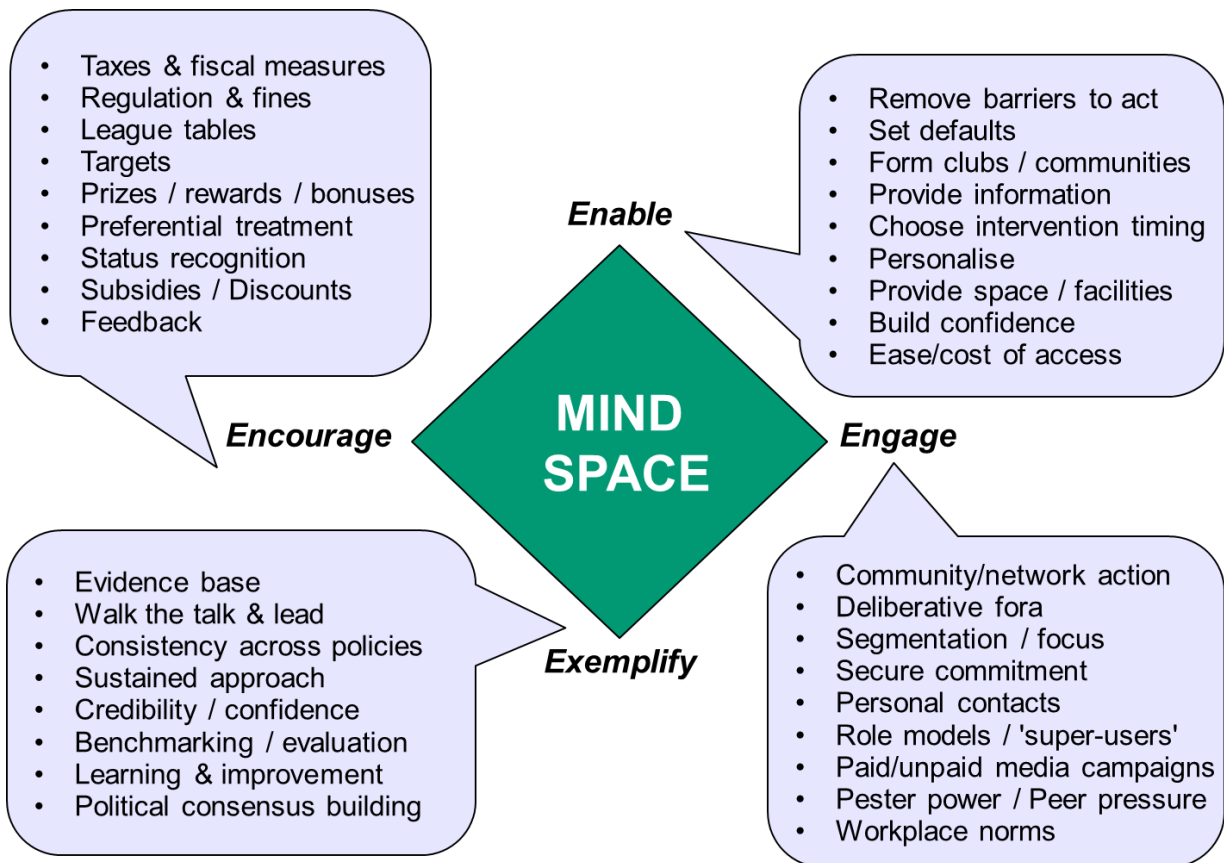 • Taxes & fiscal measures
• Regulation & fines
• League tables
• Targets
• Prizes / rewards / bonuses
• Preferential treatment
• Status recognition
• Subsidies / Discounts
• Feedback
Enable
• Remove barriers to act
• Set defaults
• Form clubs / communities
• Provide information
• Choose intervention timing
• Personalise
• Provide space / facilities
• Build confidence
• Ease/cost of access
Encourage
MIND
SPACE
Engage
• Evidence base
• Walk the talk & lead
• Consistency across policies
• Sustained approach
• Credibility / confidence
• Benchmarking / evaluation
• Learning & improvement
• Political consensus building
Exemplify
• Community/network action
• Deliberative fora
• Segmentation / focus
• Secure commitment
• Personal contacts
• Role models / 'super-users'
• Paid/unpaid media campaigns
• Pester power / Peer pressure
• Workplace norms